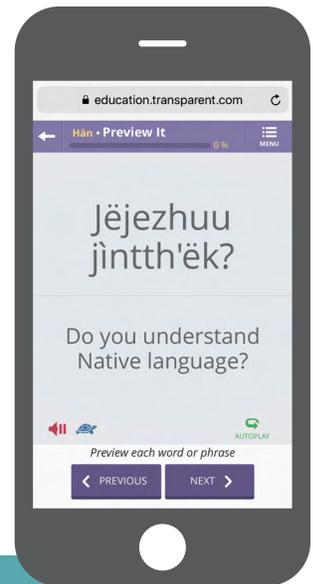 education.transparent.com
Hän • Preview It
0 %
MENU
Jëjezhuu
jìntth'ëk?
Do you understand
Native language?
AUTOPLAY
Preview each word or phrase
PREVIOUS
NEXT